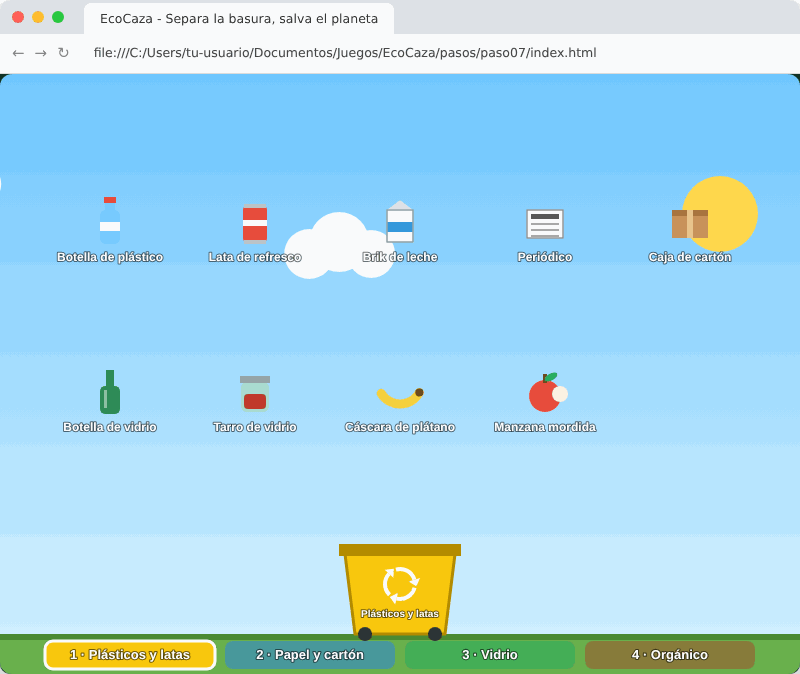 EcoCaza - Separa la basura, salva el planeta
file:///C:/Users/tu-usuario/Documentos/Juegos/EcoCaza/pasos/paso07/index.html
Botella de plástico
Lata de refresco
Brik de leche
Periódico
Caja de cartón
Botella de vidrio
Tarro de vidrio
Cáscara de plátano
Manzana mordida
Plásticos y latas
1 · Plásticos y latas
2 · Papel y cartón
3 · Vidrio
4 · Orgánico